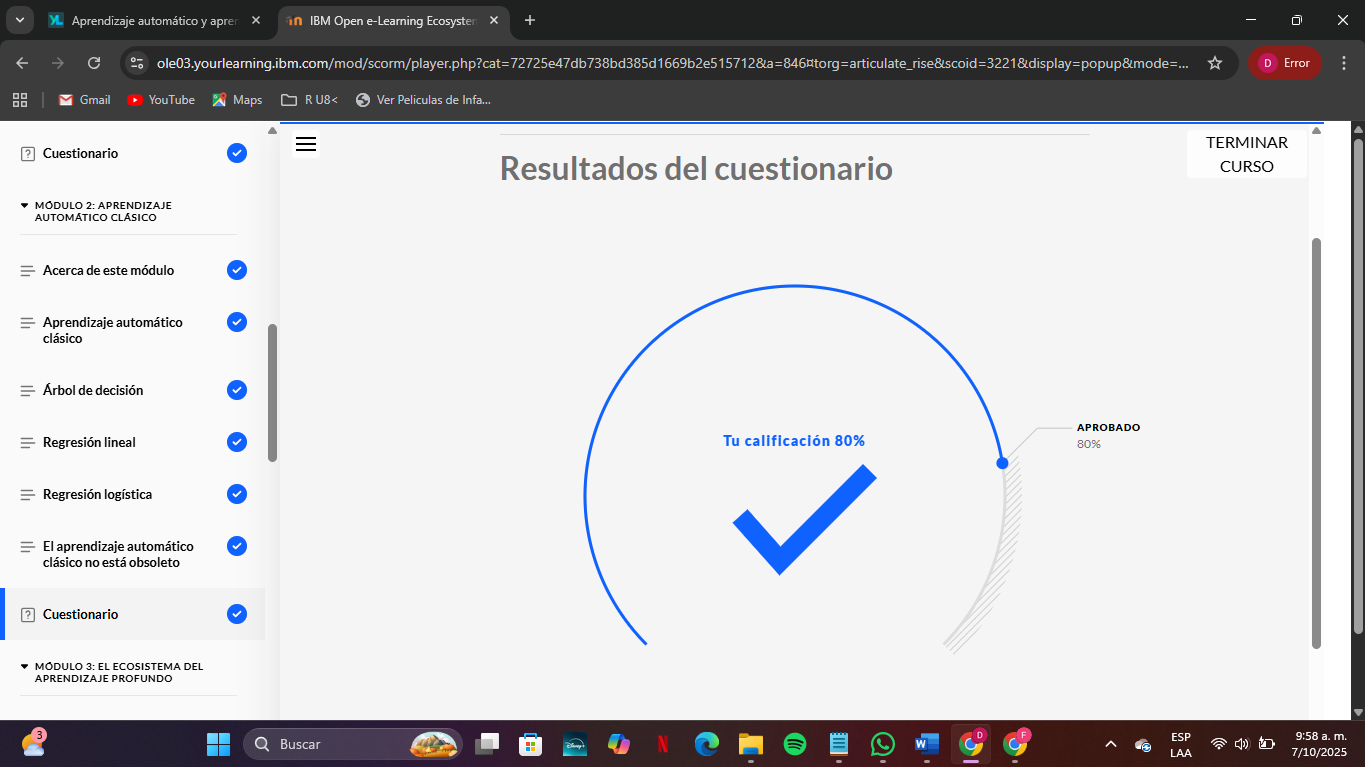 Aprendizaje automático y apren
IBM Open e-Learning Ecosystem
ole03.yourlearning.ibm.com/mod/scorm/player.php?cat=72725e47db738bd385d1669b2e515712&a=846¤torg=articulate_rise&scoid=3221&display=popup&mode=...
D
Error
Gmail
YouTube
Maps
R U8<
Ver Peliculas de Infa...
Cuestionario
MÓDULO 2: APRENDIZAJE
AUTOMÁTICO CLÁSICO
Acerca de este módulo
Aprendizaje automático
clásico
Árbol de decisión
Regresión lineal
Regresión logística
El aprendizaje automático
clásico no está obsoleto
Cuestionario
MÓDULO 3: EL ECOSISTEMA DEL
APRENDIZAJE PROFUNDO
TERMINAR
CURSO
Resultados del cuestionario
Tu calificación 80%
APROBADO
80%
3
Buscar
D
F
ESP
LAA
9:58 a. m.
7/10/2025